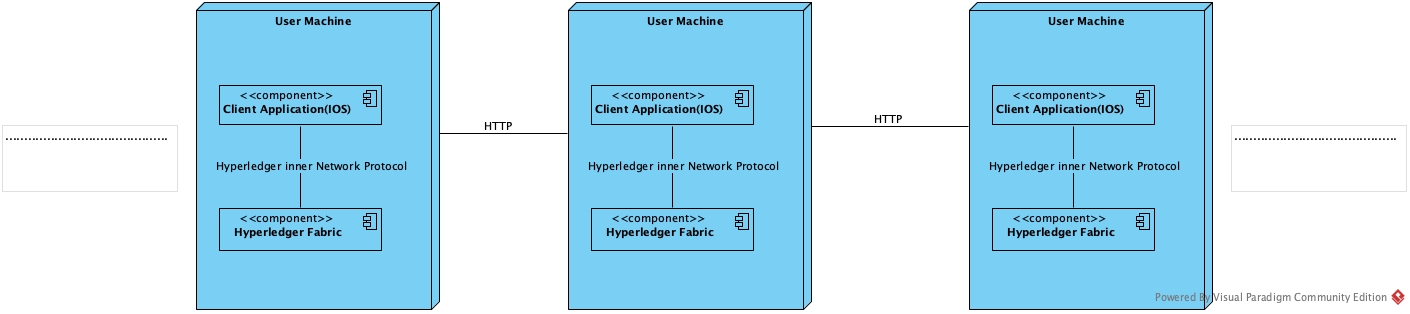 User Machine
<<component>>
Client Application(IOS)
Hyperledger inner Network Protocol
<<component>>
Hyperledger Fabric
HTTP
User Machine
<<component>>
Client Application(IOS)
Hyperledger inner Network Protocol
<<component>>
Hyperledger Fabric
HTTP
User Machine
<<component>>
Client Application(IOS)
Hyperledger inner Network Protocol
<<component>>
Hyperledger Fabric
Powered By Visual Paradigm Community Edition